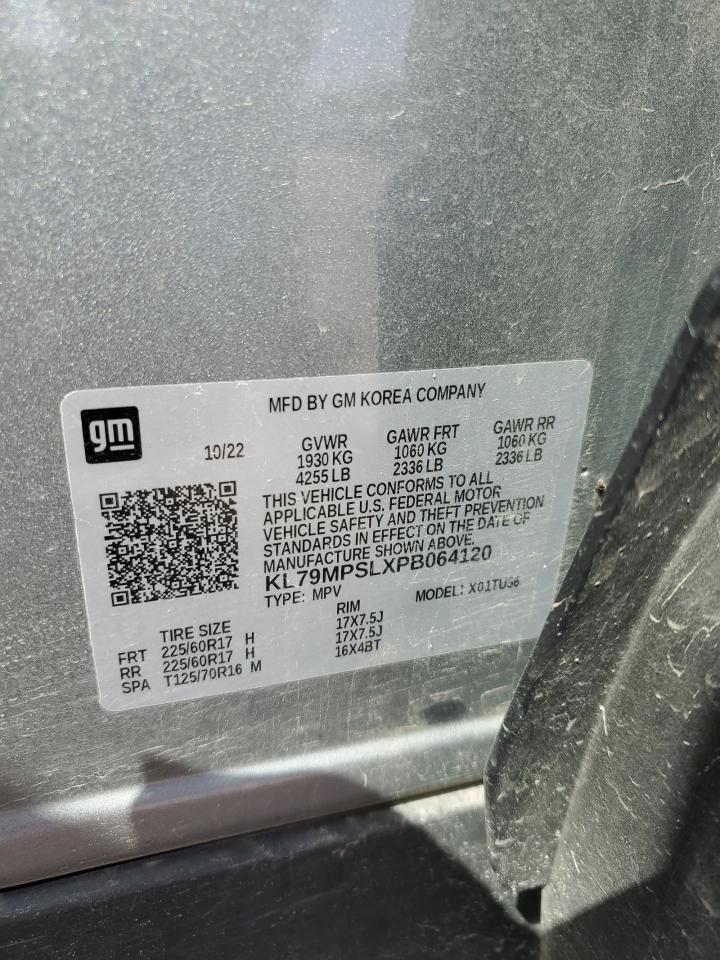 MFD BY GM KOREA COMPANY
gm
10/22
GVWR
1930 KG
4255 LB
GAWR FRT
1060 KG
2336 LB
GAWR RR
1060 KG
2336 LB
THIS VEHICLE CONFORMS TO ALL
APPLICABLE U.S. FEDERAL MOTOR
VEHICLE SAFETY AND THEFT PREVENTION
STANDARDS IN EFFECT ON THE DATE OF
MANUFACTURE SHOWN ABOVE.
KL79MPSLXPB064120
TYPE: MPV MODEL: X01TU36
TIRE SIZE RIM
FRT 225/60R17 H 17X7.5J
RR 225/60R17 H 17X7.5J
SPA T125/70R16 M 16X4BT